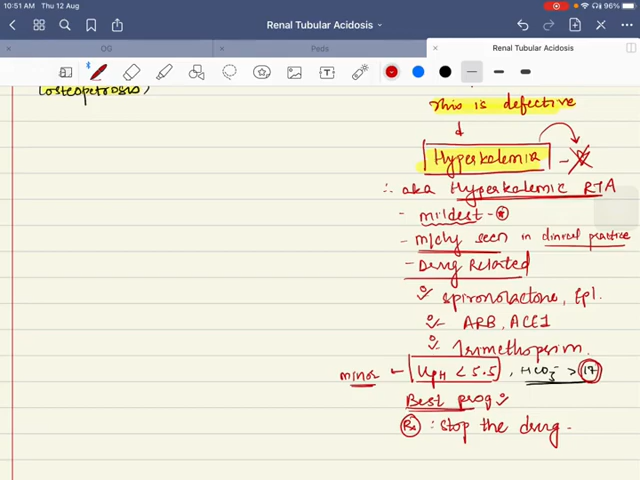 10:51 AM Thu 12 Aug
96%
Renal Tubular Acidosis
OG
Peds
Renal Tubular Acidosis
(osteopetrosis)
This is defective
Hyperkalemia
∴ aka Hyperkalemic RTA
- mildest -
- m/cly seen in clinical practice
- Drug Related
spironolactone, Epl.
ARB, ACEI
Trimethoperim.
minor UpH < 5.5, HCO3- > 17
Best prog
Rx : stop the drug -